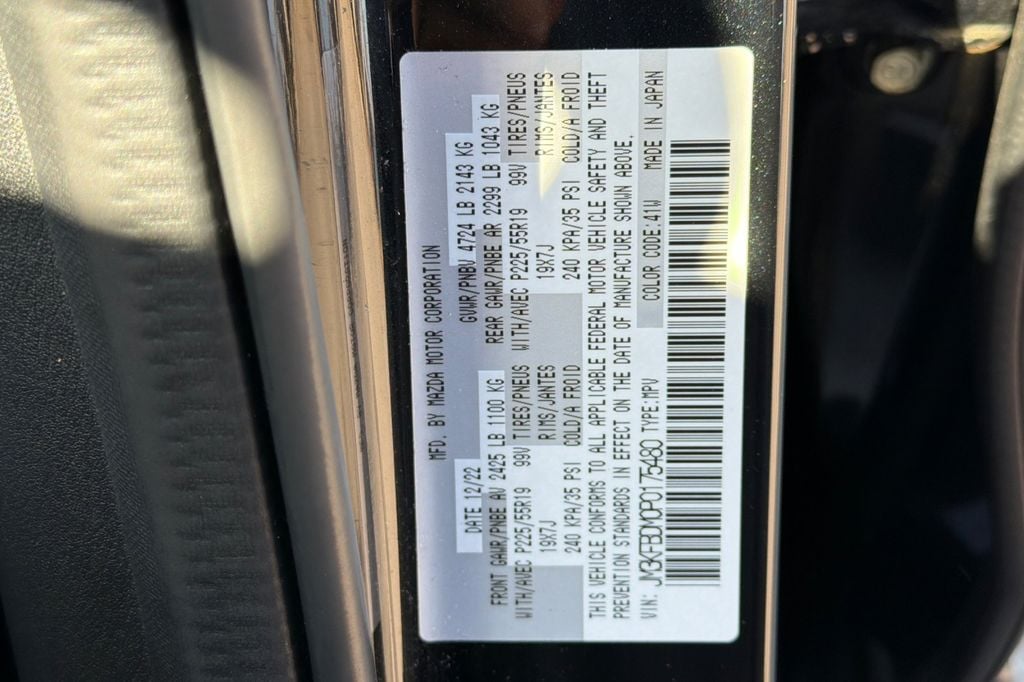 MFD. BY MAZDA MOTOR CORPORATION
DATE 12/22 GVWR/PNBV 4724 LB 2143 KG
FRONT GAWR/PNBE AV 2425 LB 1100 KG REAR GAWR/PNBE AR 2299 LB 1043 KG
WITH/AVEC P225/55R19 99V TIRES/PNEUS WITH/AVEC P225/55R19 99V TIRES/PNEUS
19X7J RIMS/JANTES 19X7J RIMS/JANTES
240 KPA/35 PSI COLD/A FROID 240 KPA/35 PSI COLD/A FROID
THIS VEHICLE CONFORMS TO ALL APPLICABLE FEDERAL MOTOR VEHICLE SAFETY AND THEFT
PREVENTION STANDARDS IN EFFECT ON THE DATE OF MANUFACTURE SHOWN ABOVE.
VIN: JM3KFBDM0P0175480 TYPE:MPV COLOR CODE:41W MADE IN JAPAN